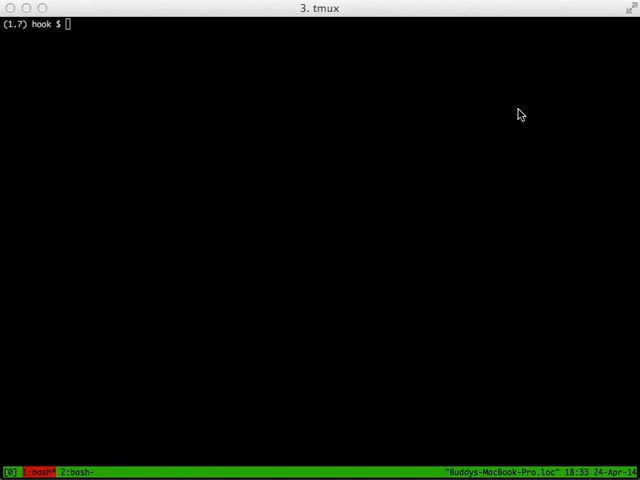 3. tmux
(1.7) hook $
[0] 1:bash* 2:bash- "Buddys-MacBook-Pro.loc" 18:33 24-Apr-14